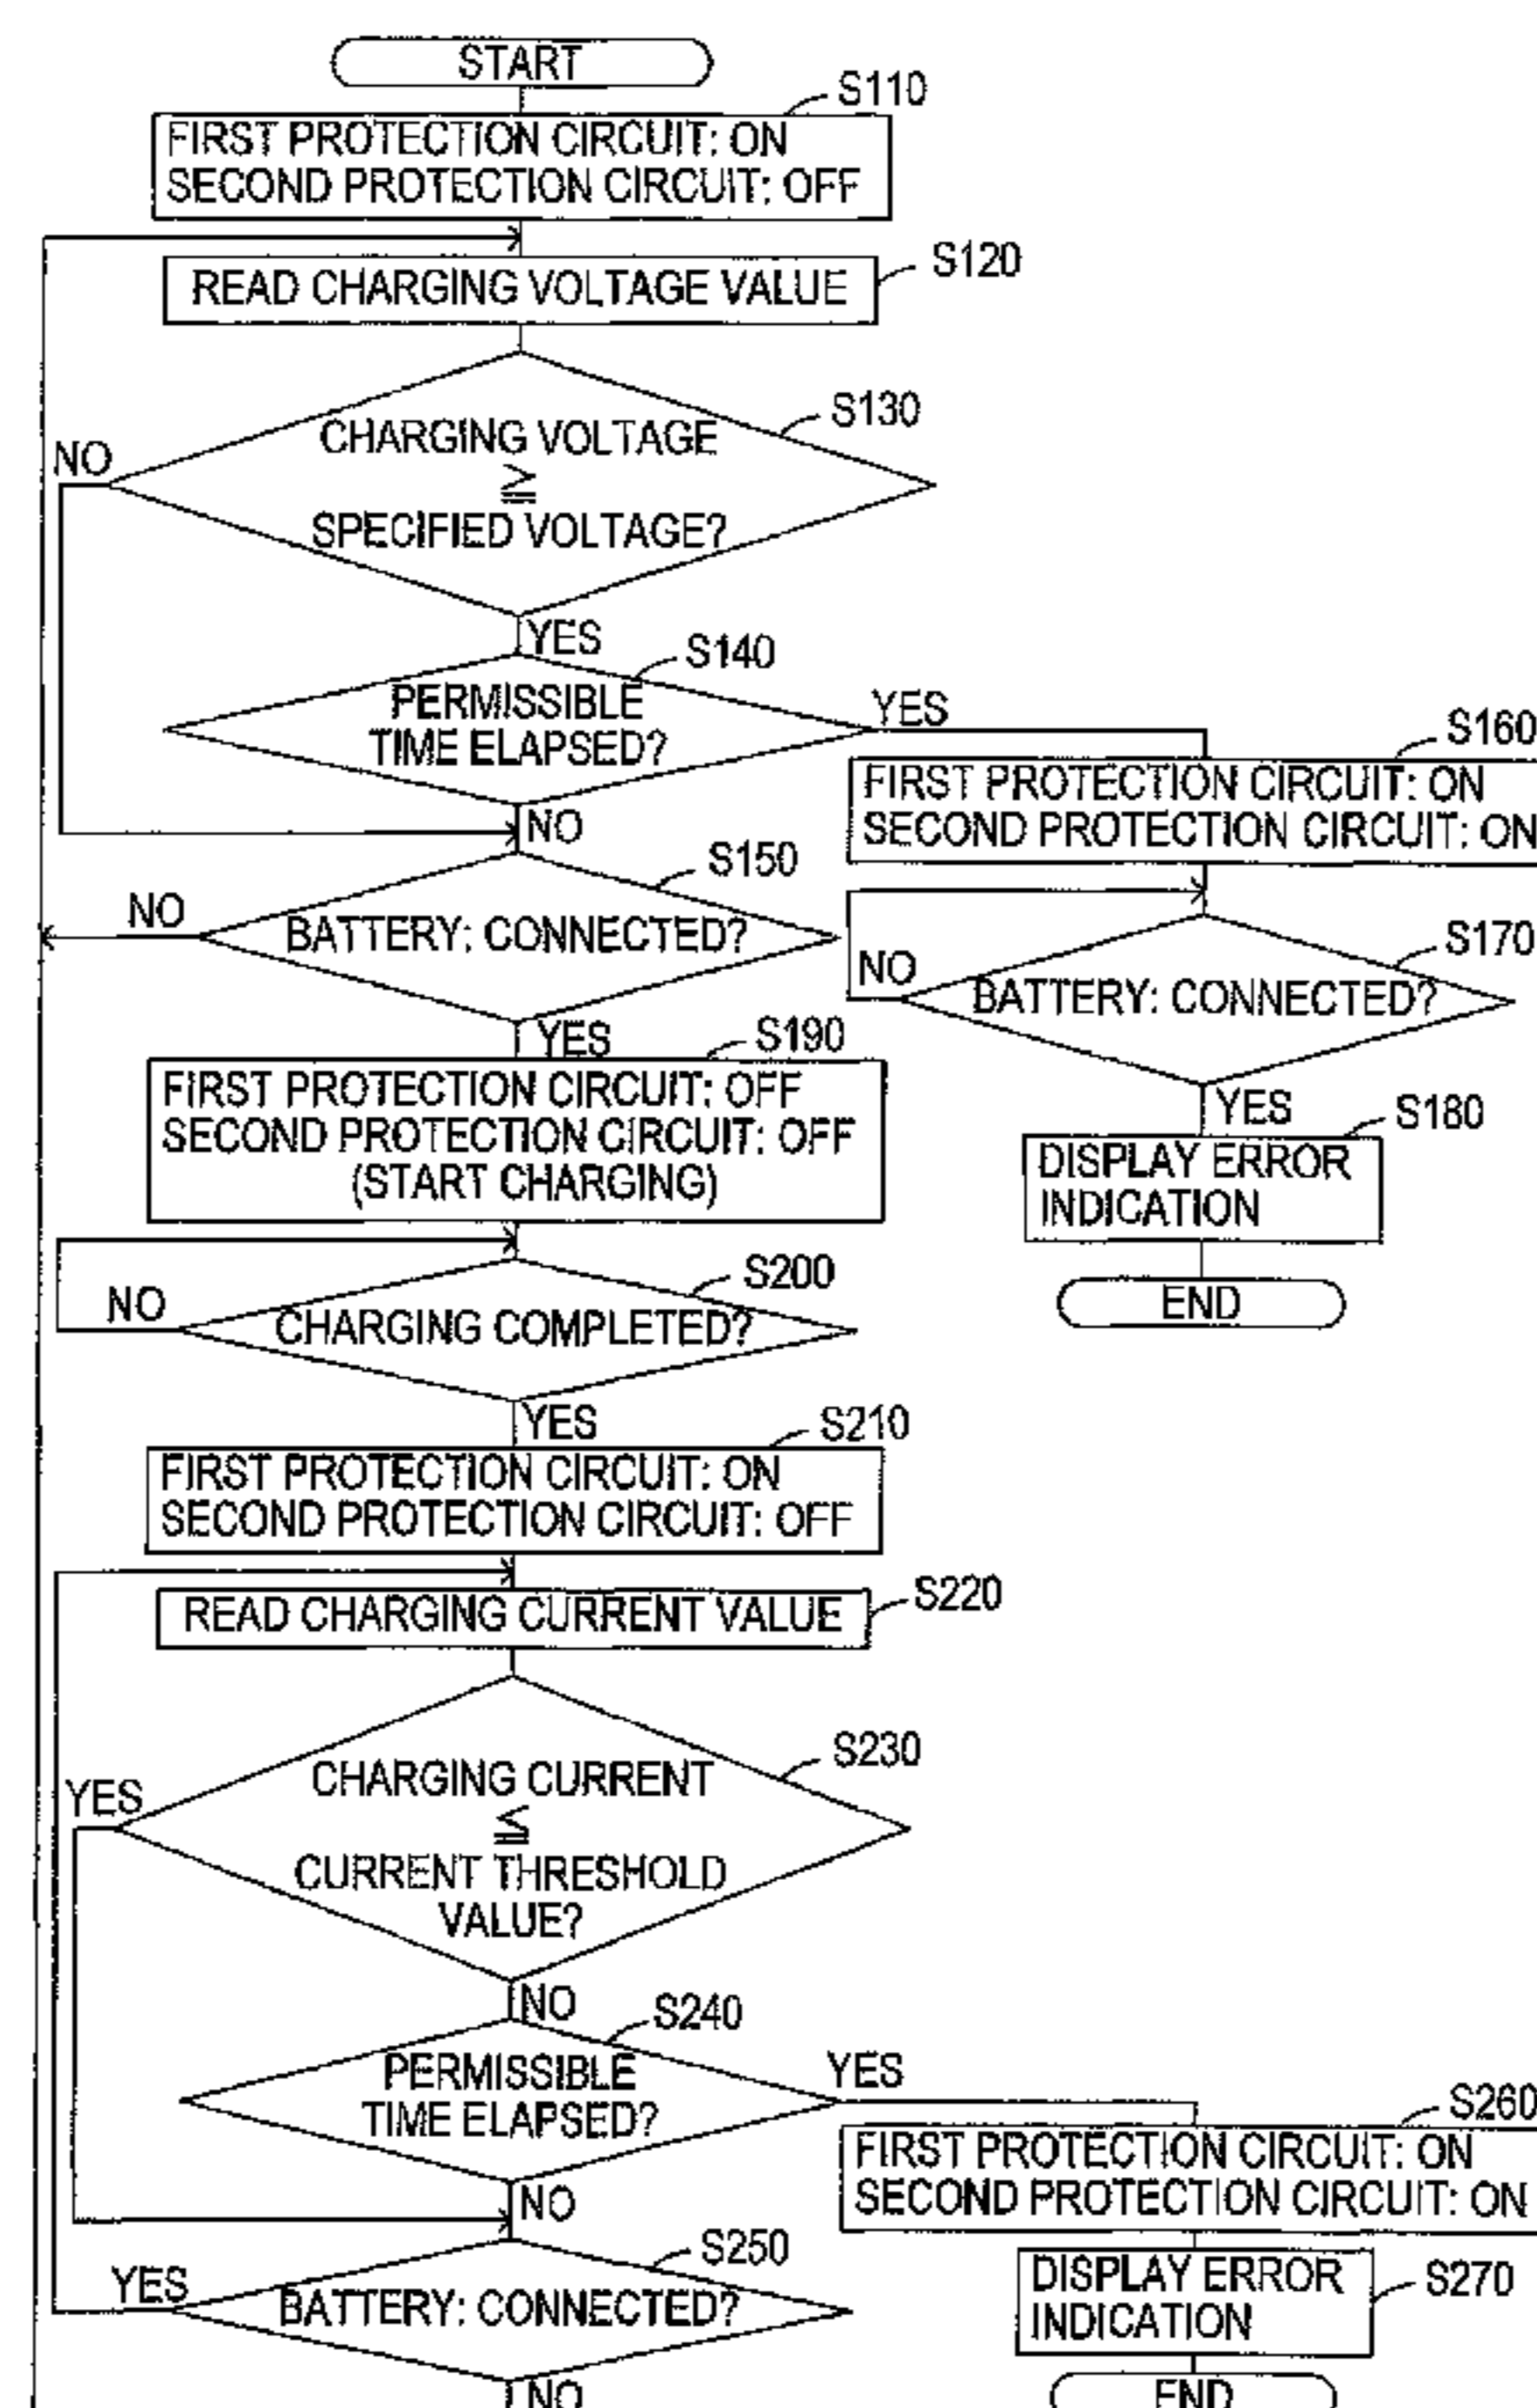 START
S110
FIRST PROTECTION CIRCUIT: ON
SECOND PROTECTION CIRCUIT: OFF
S120
READ CHARGING VOLTAGE VALUE
S130
CHARGING VOLTAGE
≧
SPECIFIED VOLTAGE?
NO
YES
S140
PERMISSIBLE
TIME ELAPSED?
YES
NO
S160
FIRST PROTECTION CIRCUIT: ON
SECOND PROTECTION CIRCUIT: ON
S150
BATTERY: CONNECTED?
NO
YES
S170
BATTERY: CONNECTED?
NO
YES
S190
FIRST PROTECTION CIRCUIT: OFF
SECOND PROTECTION CIRCUIT: OFF
(START CHARGING)
S180
DISPLAY ERROR
INDICATION
END
S200
CHARGING COMPLETED?
NO
YES
S210
FIRST PROTECTION CIRCUIT: ON
SECOND PROTECTION CIRCUIT: OFF
S220
READ CHARGING CURRENT VALUE
S230
CHARGING CURRENT
≦
CURRENT THRESHOLD
VALUE?
YES
NO
S240
PERMISSIBLE
TIME ELAPSED?
YES
NO
S260
FIRST PROTECTION CIRCUIT: ON
SECOND PROTECTION CIRCUIT: ON
S250
BATTERY: CONNECTED?
YES
NO
S270
DISPLAY ERROR
INDICATION
END